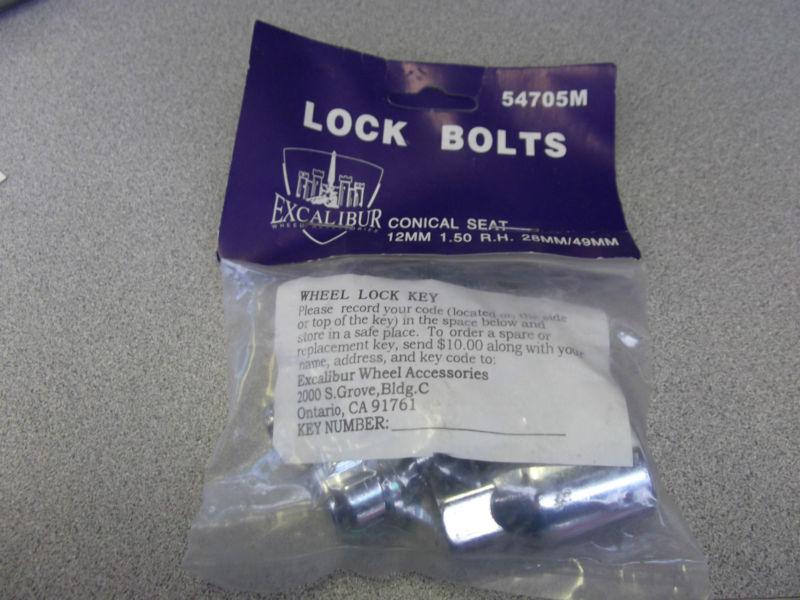 54705M
LOCK BOLTS
EXCALIBUR
WHEEL ACCESSORIES
CONICAL SEAT
12MM 1.50 R.H. 28MM/49MM
WHEEL LOCK KEY
Please record your code (located on the side
or top of the key) in the space below and
store in a safe place. To order a spare or
replacement key, send $10.00 along with your
name, address, and key code to:
Excalibur Wheel Accessories
2000 S.Grove,Bldg.C
Ontario, CA 91761
KEY NUMBER: